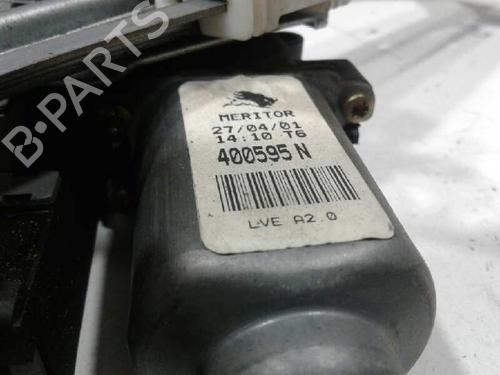 B-PARTS
MERITOR
27/04/01
14:10 T6
400595 N
LVE A2.0